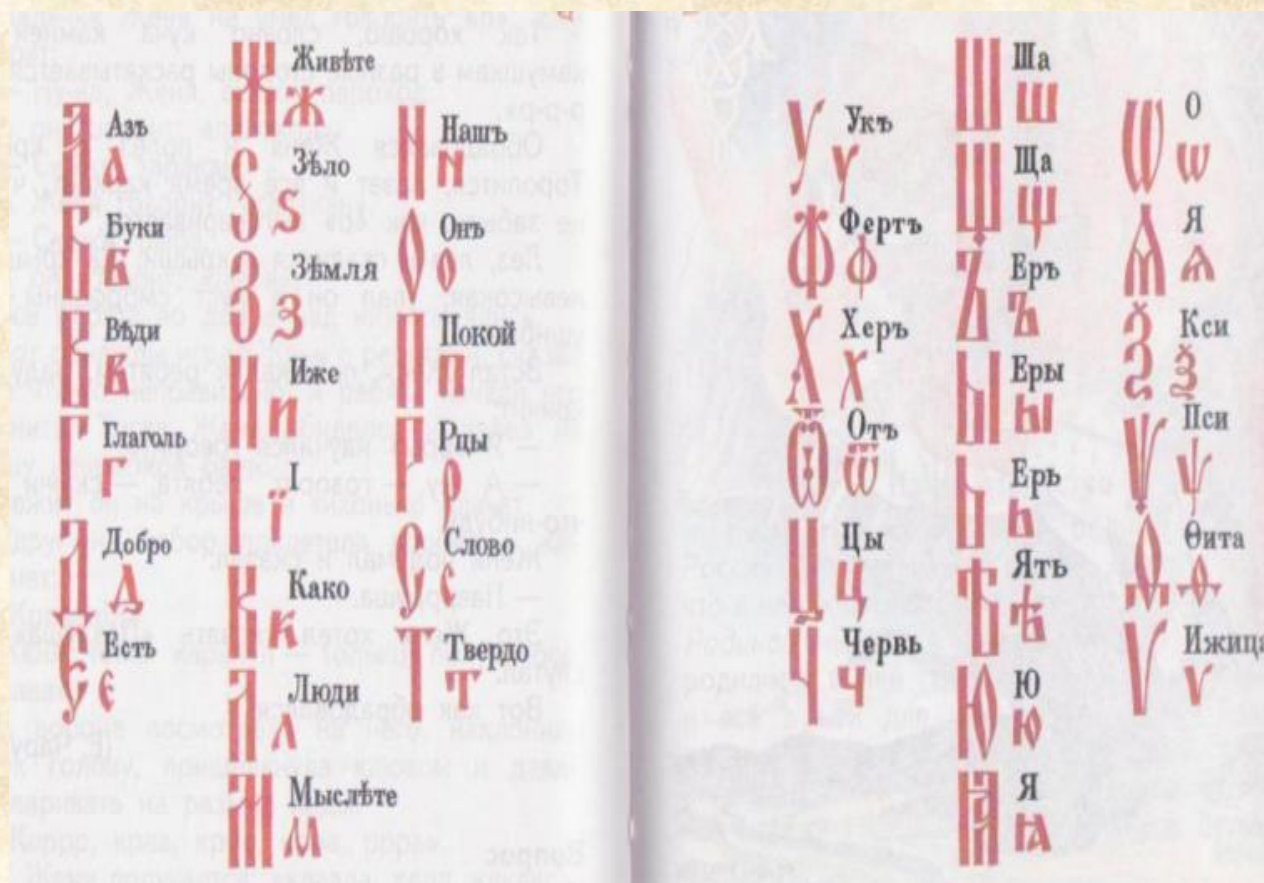 Азъ
А
Буки
Б
Вѣди
В
Глаголь
Г
Добро
Д
Есть
Є
Живѣте
Ж
Зѣло
Ѕ
Зѣмля
З
Иже
И
І
Ї
Како
К
Люди
Л
Мыслѣте
М
Нашъ
Н
Онъ
О
Покой
П
Рцы
Р
Слово
С
Твердо
Т
Укъ
У
Фертъ
Ф
Херъ
Х
Отъ
Ѿ
Цы
Ц
Червь
Ч
Ша
Ш
Ща
Щ
Еръ
Ъ
Еры
Ы
Ерь
Ь
Ять
Ѣ
Ю
Ю
Я
Ꙗ
О
Ѡ
Я
Ѧ
Кси
Ѯ
Пси
Ѱ
Ѳита
Ѳ
Ижица
Ѵ